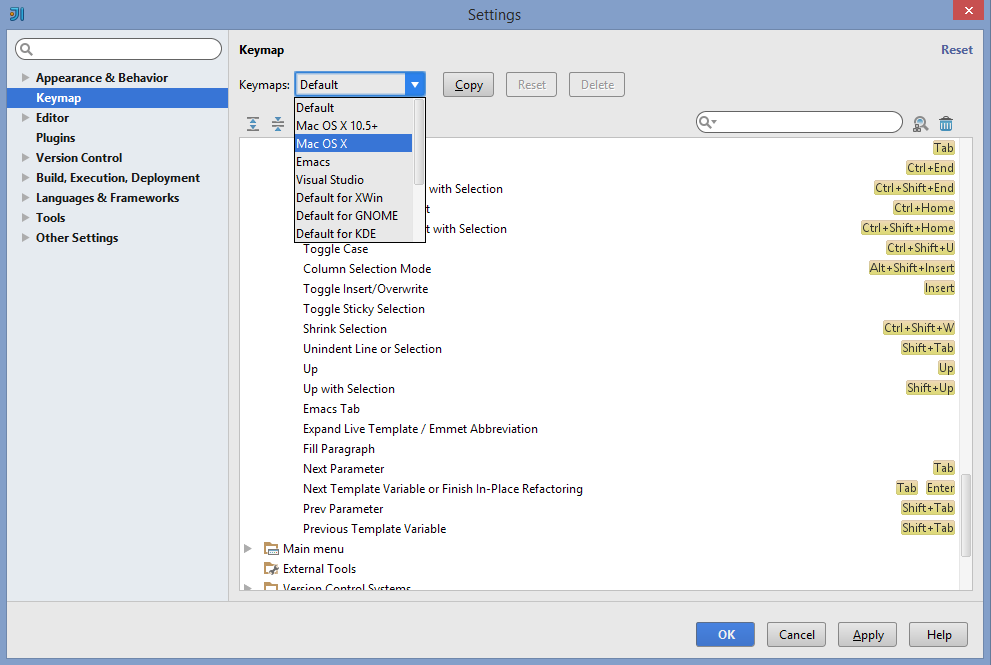 Settings
Keymap
Reset
Appearance & Behavior
Keymap
Editor
Plugins
Version Control
Build, Execution, Deployment
Languages & Frameworks
Tools
Other Settings
Keymaps: Default Copy Reset Delete
Default
Mac OS X 10.5+
Mac OS X
Emacs
Visual Studio
Default for XWin
Default for GNOME
Default for KDE
Tab
Ctrl+End
with Selection Ctrl+Shift+End
t Ctrl+Home
t with Selection Ctrl+Shift+Home
Toggle Case Ctrl+Shift+U
Column Selection Mode Alt+Shift+Insert
Toggle Insert/Overwrite Insert
Toggle Sticky Selection
Shrink Selection Ctrl+Shift+W
Unindent Line or Selection Shift+Tab
Up Up
Up with Selection Shift+Up
Emacs Tab
Expand Live Template / Emmet Abbreviation
Fill Paragraph
Next Parameter Tab
Next Template Variable or Finish In-Place Refactoring Tab Enter
Prev Parameter Shift+Tab
Previous Template Variable Shift+Tab
Main menu
External Tools
Version Control Systems
OK Cancel Apply Help